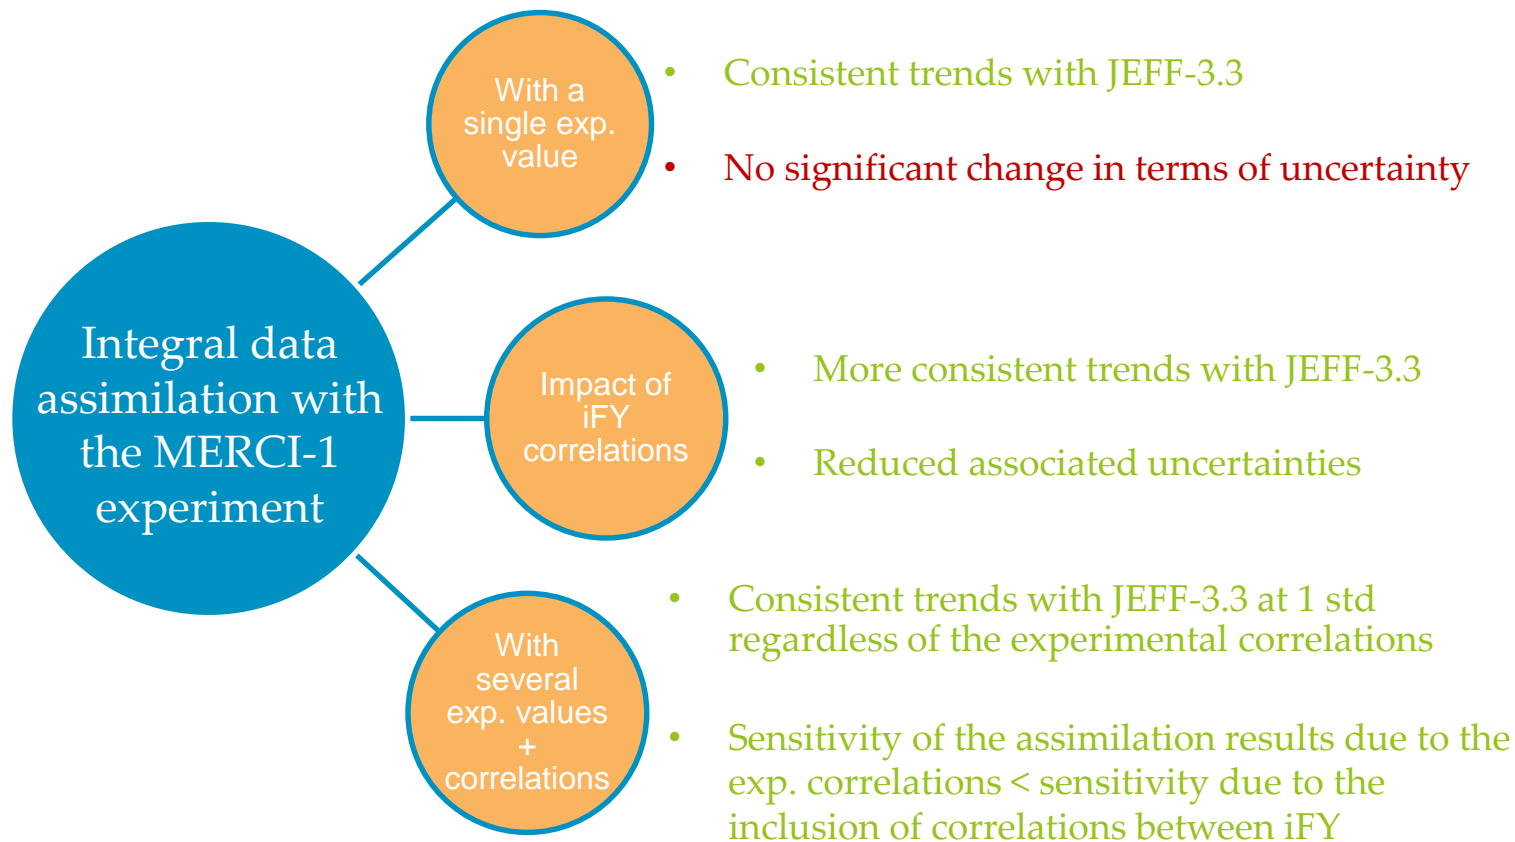 Integral data
assimilation with
the MERCI-1
experiment
With a
single exp.
value
• Consistent trends with JEFF-3.3
• No significant change in terms of uncertainty
Impact of
iFY
correlations
• More consistent trends with JEFF-3.3
• Reduced associated uncertainties
With
several
exp. values
+
correlations
• Consistent trends with JEFF-3.3 at 1 std
regardless of the experimental correlations
• Sensitivity of the assimilation results due to the
exp. correlations < sensitivity due to the
inclusion of correlations between iFY